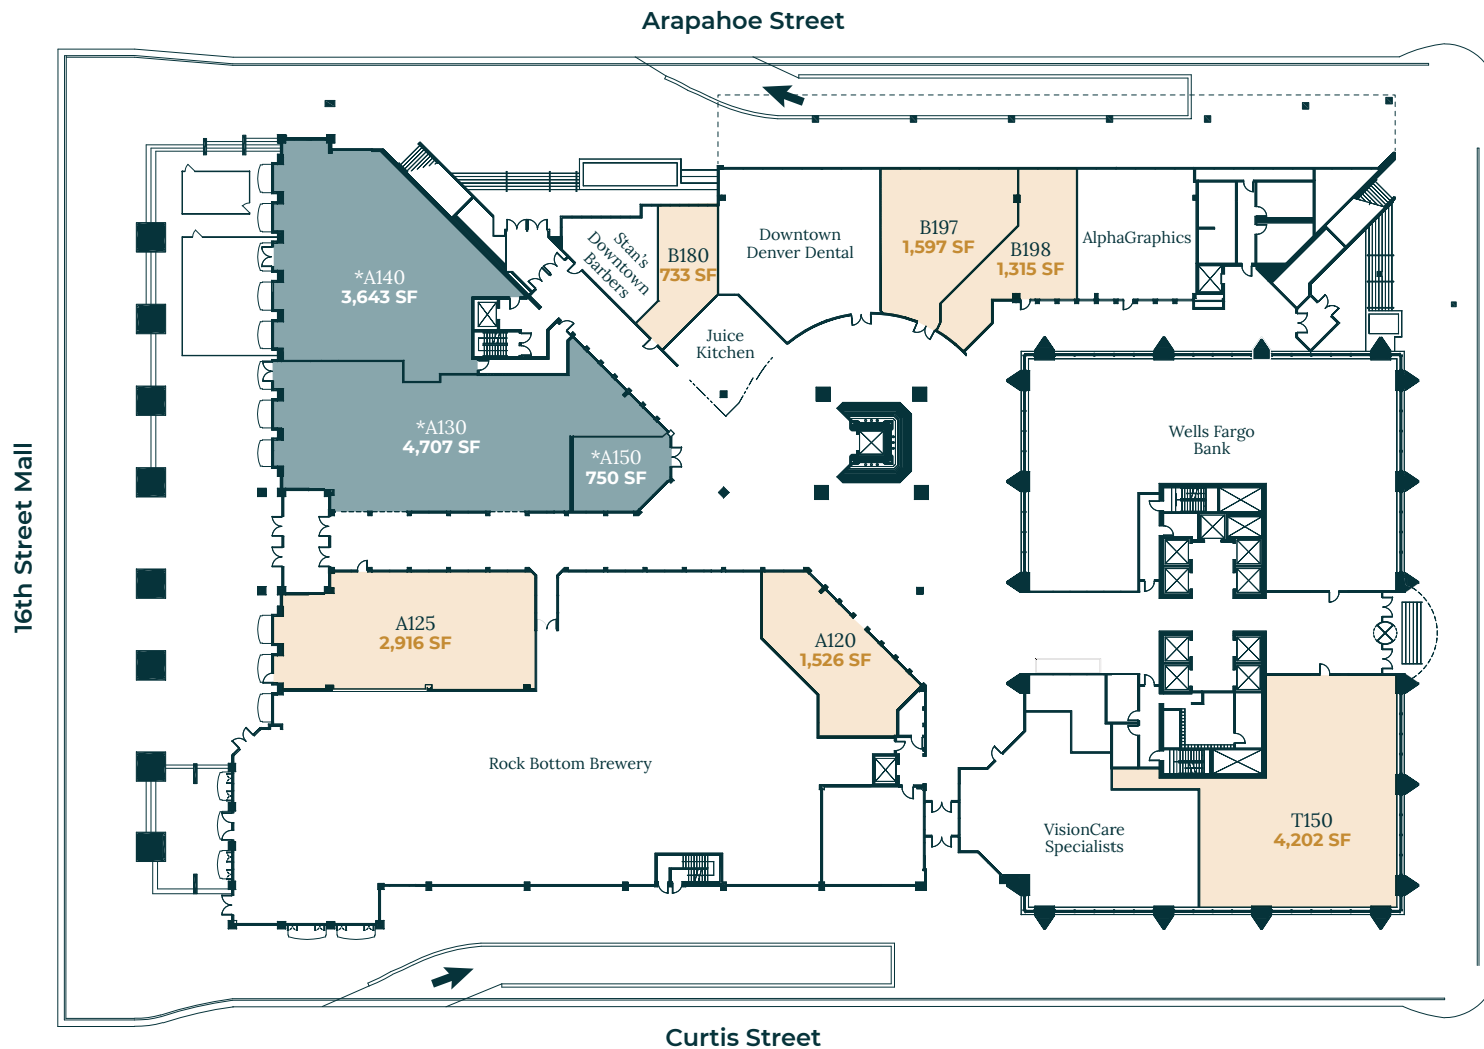 Arapahoe Street
*A140
3,643 SF
Stan's
Downtown
Barbers
B180
733 SF
Downtown
Denver Dental
B197
1,597 SF
B198
1,315 SF
AlphaGraphics
Juice
Kitchen
*A130
4,707 SF
*A150
750 SF
Wells Fargo
Bank
16th Street Mall
A125
2,916 SF
A120
1,526 SF
Rock Bottom Brewery
VisionCare
Specialists
T150
4,202 SF
Curtis Street